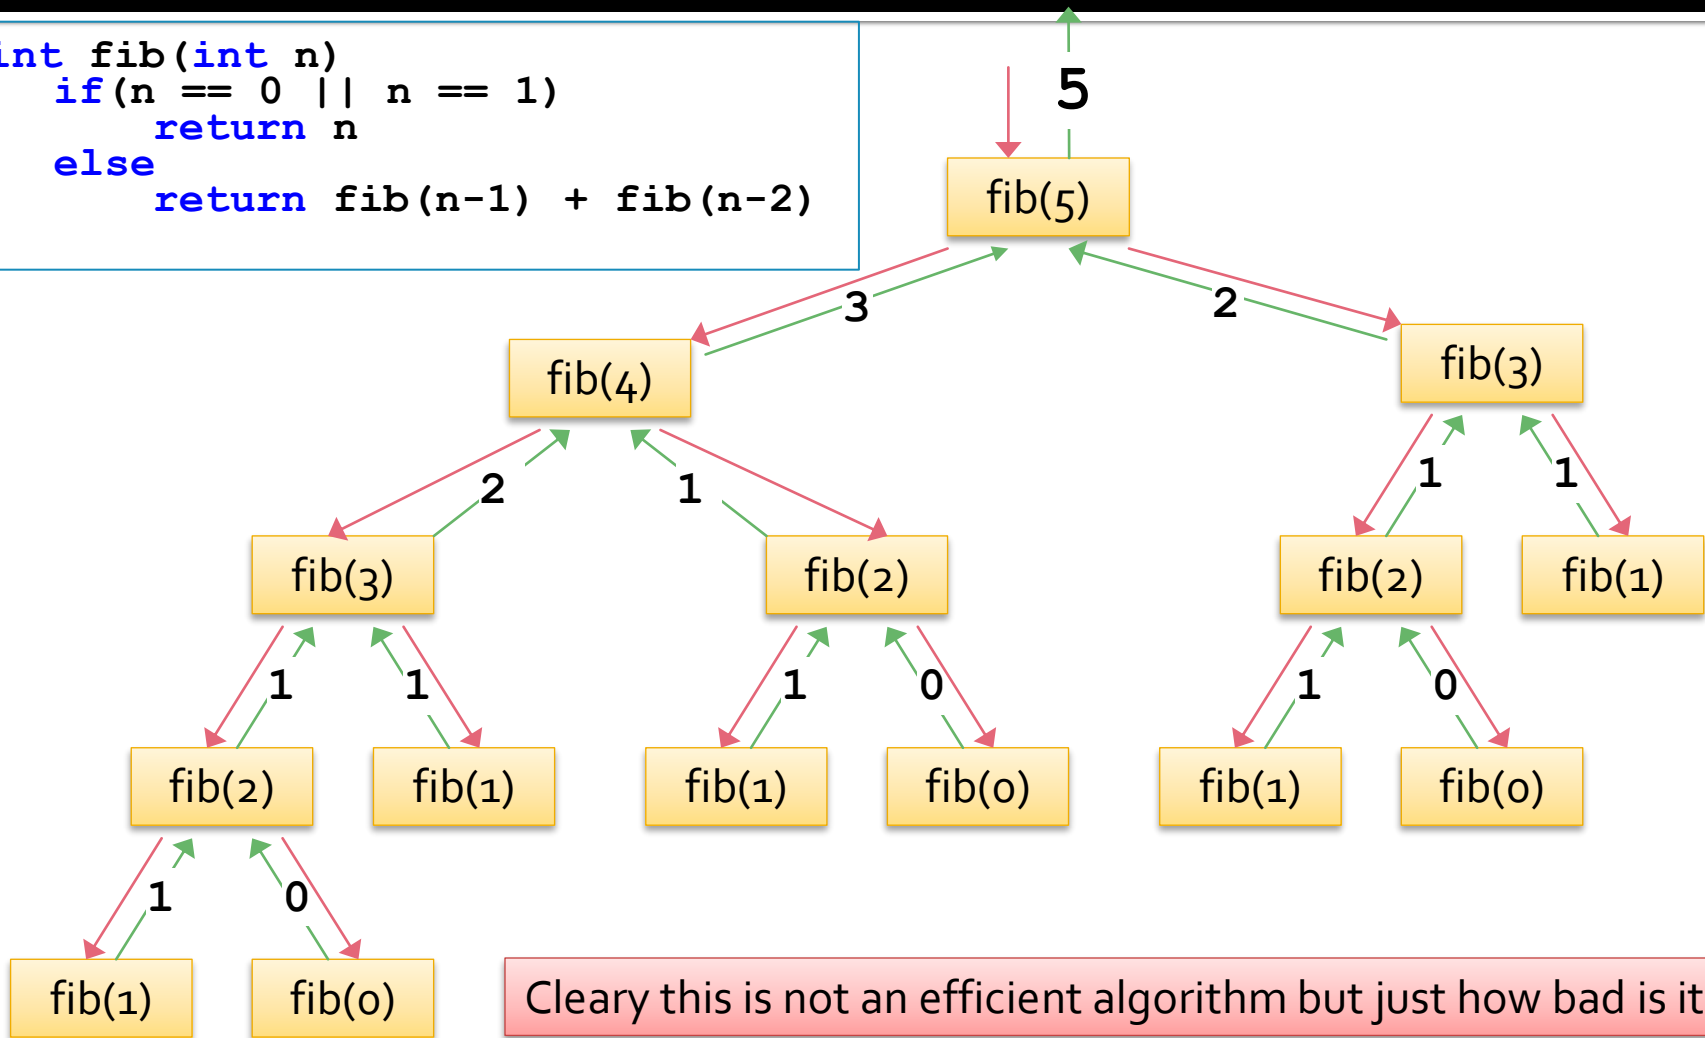 int fib(int n)
if(n == 0 || n == 1)
return n
else
return fib(n-1) + fib(n-2)
5
fib(5)
3
2
fib(4)
fib(3)
2
1
1
1
fib(3)
fib(2)
fib(2)
fib(1)
1
1
1
0
1
0
fib(2)
fib(1)
fib(1)
fib(0)
fib(1)
fib(0)
1
0
fib(1)
fib(0)
Cleary this is not an efficient algorithm but just how bad is it